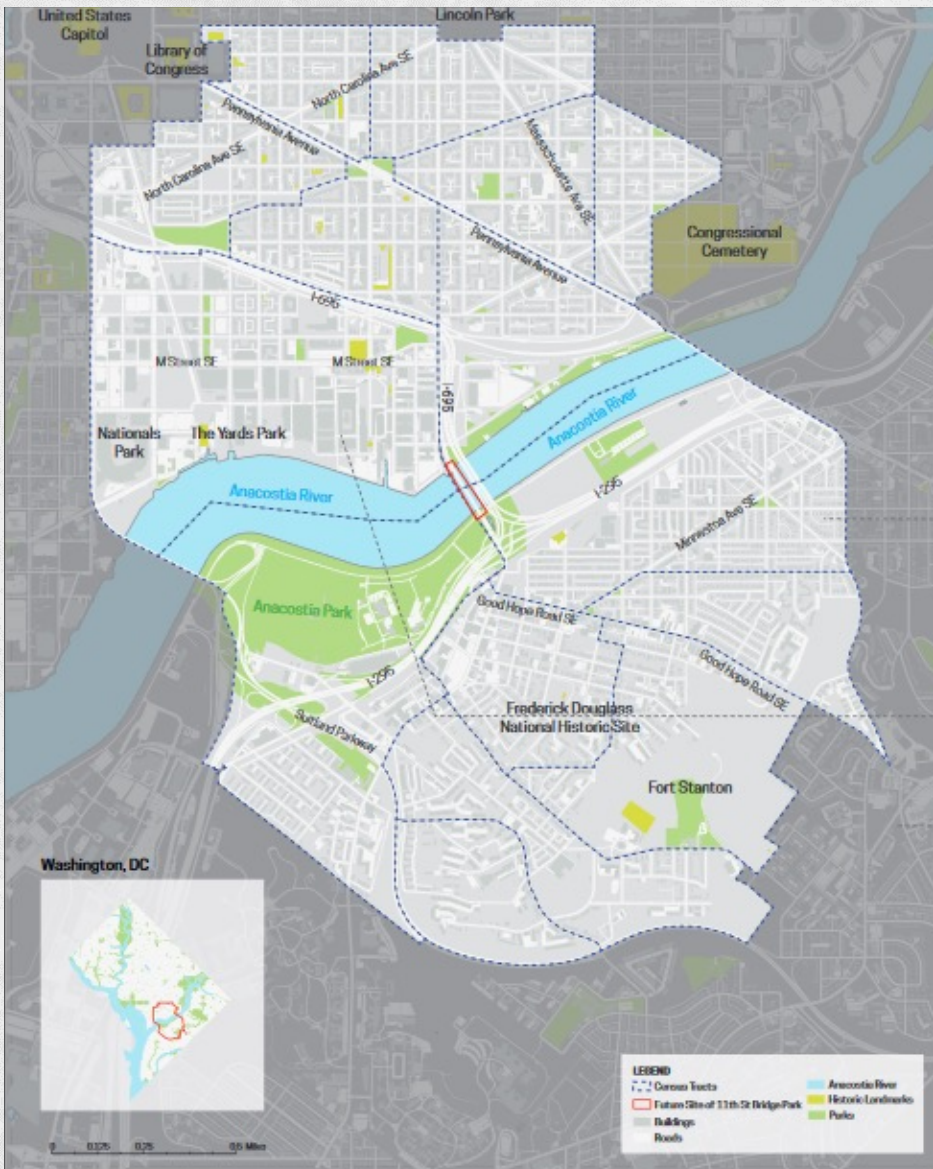 United States
Capitol
Lincoln Park
Library of
Congress
North Carolina Ave SE
Pennsylvania Avenue
Massachusetts Ave SE
North Carolina Ave SE
Congressional
Cemetery
Pennsylvania Avenue
I-695
M Street SE
M Street SE
I-695
Nationals
Park
The Yards Park
Anacostia River
Anacostia River
I-295
Minnesotoa Ave SE
Anacostia Park
Good Hope Road SE
Good Hope Road SE
I-295
Suitland Parkway
Frederick Douglass
National Historic Site
Fort Stanton
Washington, DC
0 0.125 0.25 0.5 Miles
LEGEND
Census Tracts
Future Site of 11th St Bridge Park
Buildings
Roads
Anacostia River
Historic Landmarks
Parks